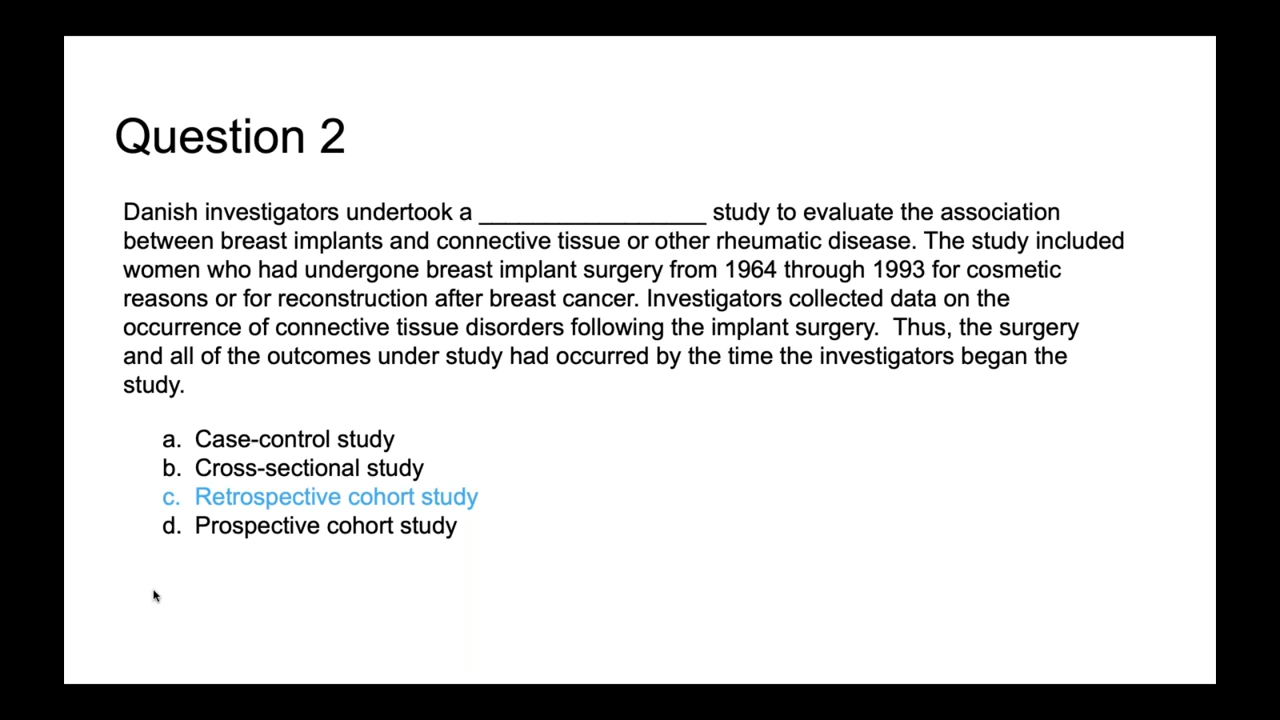 Question 2
Danish investigators undertook a _________________ study to evaluate the association
between breast implants and connective tissue or other rheumatic disease. The study included
women who had undergone breast implant surgery from 1964 through 1993 for cosmetic
reasons or for reconstruction after breast cancer. Investigators collected data on the
occurrence of connective tissue disorders following the implant surgery.  Thus, the surgery
and all of the outcomes under study had occurred by the time the investigators began the
study.
a. Case-control study
b. Cross-sectional study
c. Retrospective cohort study
d. Prospective cohort study